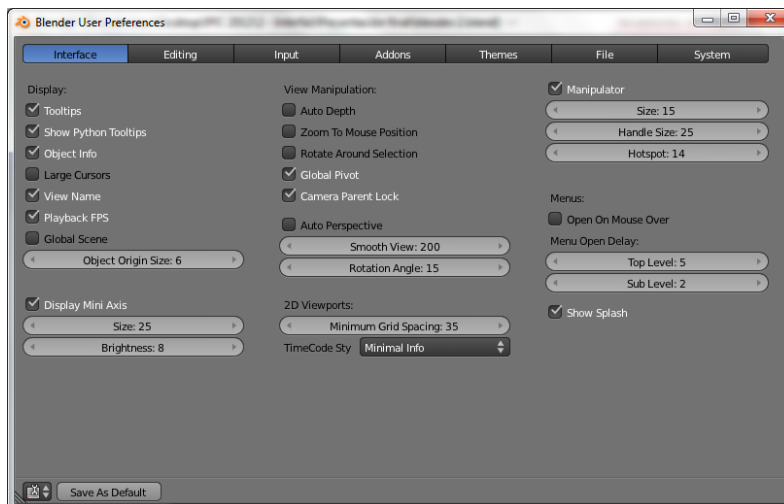 Blender User Preferences
Interface
Editing
Input
Addons
Themes
File
System
Display:
Tooltips
Show Python Tooltips
Object Info
Large Cursors
View Name
Playback FPS
Global Scene
Object Origin Size: 6
Display Mini Axis
Size: 25
Brightness: 8
View Manipulation:
Auto Depth
Zoom To Mouse Position
Rotate Around Selection
Global Pivot
Camera Parent Lock
Auto Perspective
Smooth View: 200
Rotation Angle: 15
2D Viewports:
Minimum Grid Spacing: 35
TimeCode Sty Minimal Info
Manipulator
Size: 15
Handle Size: 25
Hotspot: 14
Menus:
Open On Mouse Over
Menu Open Delay:
Top Level: 5
Sub Level: 2
Show Splash
Save As Default